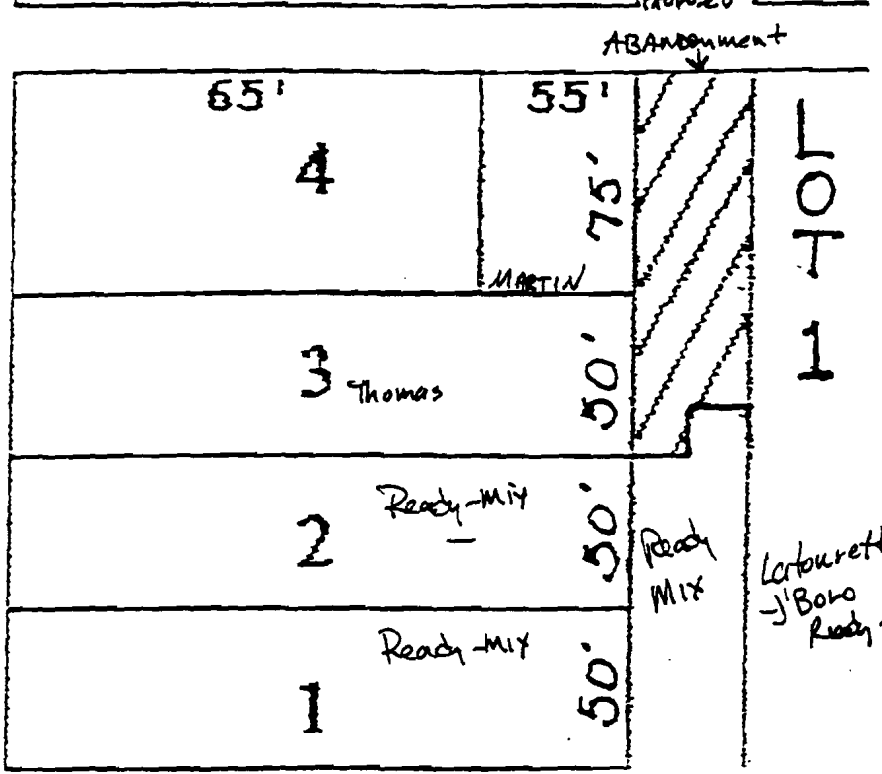 ABANDonment
65'
55'
4
75'
MARTIN
LOT 1
3 Thomas
50'
Ready-Mix
2
50'
Ready
Mix
-J'Boro
Ready-Mix
1
50'